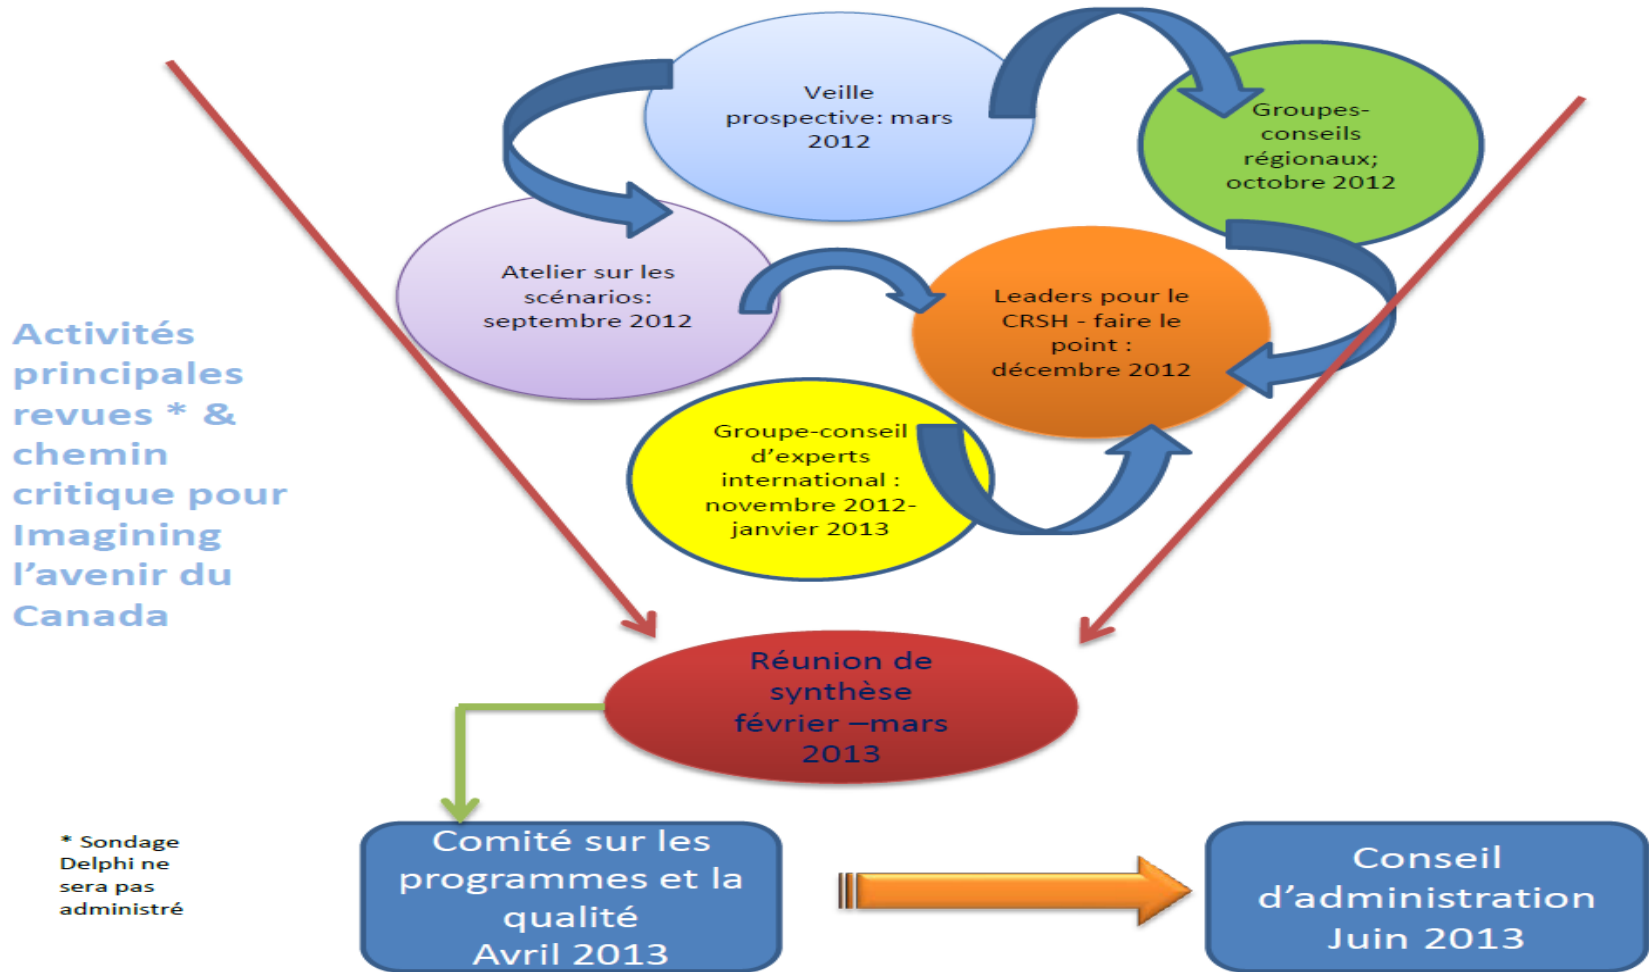 Veille
prospective: mars
2012
Groupes-
conseils
régionaux;
octobre 2012
Atelier sur les
scénarios:
septembre 2012
Leaders pour le
CRSH - faire le
point :
décembre 2012
Activités
principales
revues * &
chemin
critique pour
Imagining
l’avenir du
Canada
Groupe-conseil
d’experts
international :
novembre 2012-
janvier 2013
Réunion de
synthèse
février –mars
2013
* Sondage
Delphi ne
sera pas
administré
Comité sur les
programmes et la
qualité
Avril 2013
Conseil
d’administration
Juin 2013